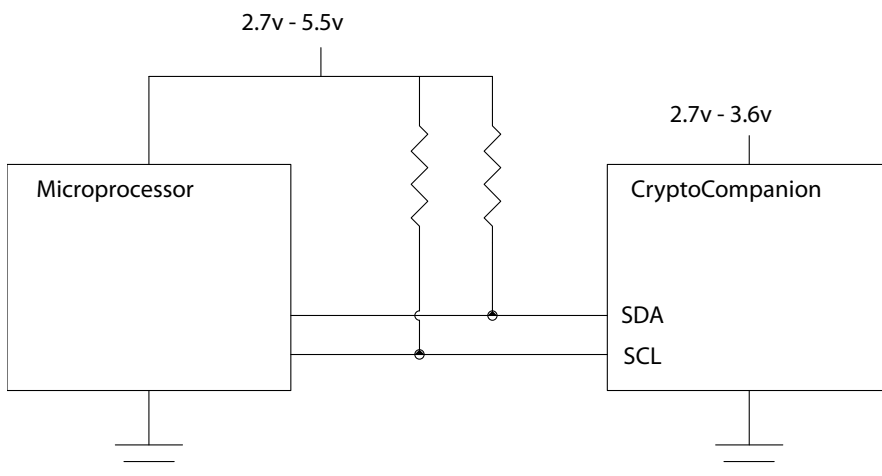 2.7v - 5.5v
2.7v - 3.6v
Microprocessor
CryptoCompanion
SDA
SCL